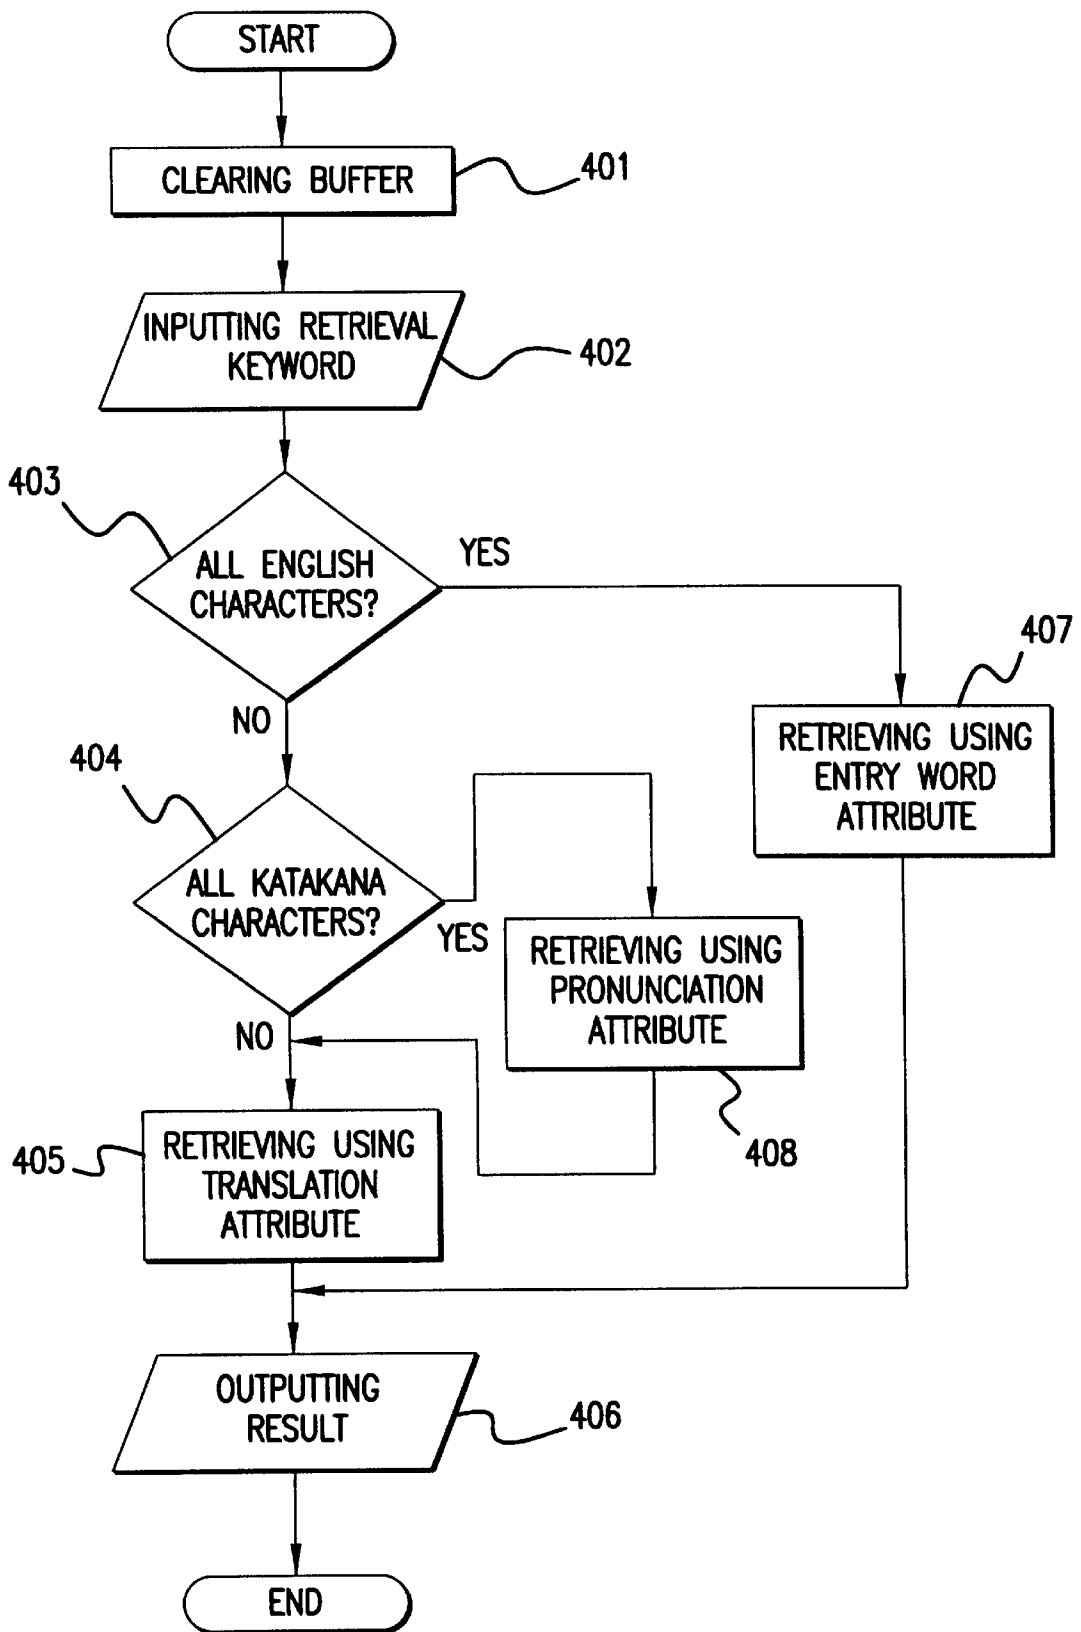 START
CLEARING BUFFER
401
INPUTTING RETRIEVAL
KEYWORD
402
403
ALL ENGLISH
CHARACTERS?
YES
NO
407
RETRIEVING USING
ENTRY WORD
ATTRIBUTE
404
ALL KATAKANA
CHARACTERS?
YES
NO
RETRIEVING USING
PRONUNCIATION
ATTRIBUTE
408
405
RETRIEVING USING
TRANSLATION
ATTRIBUTE
OUTPUTTING
RESULT
406
END